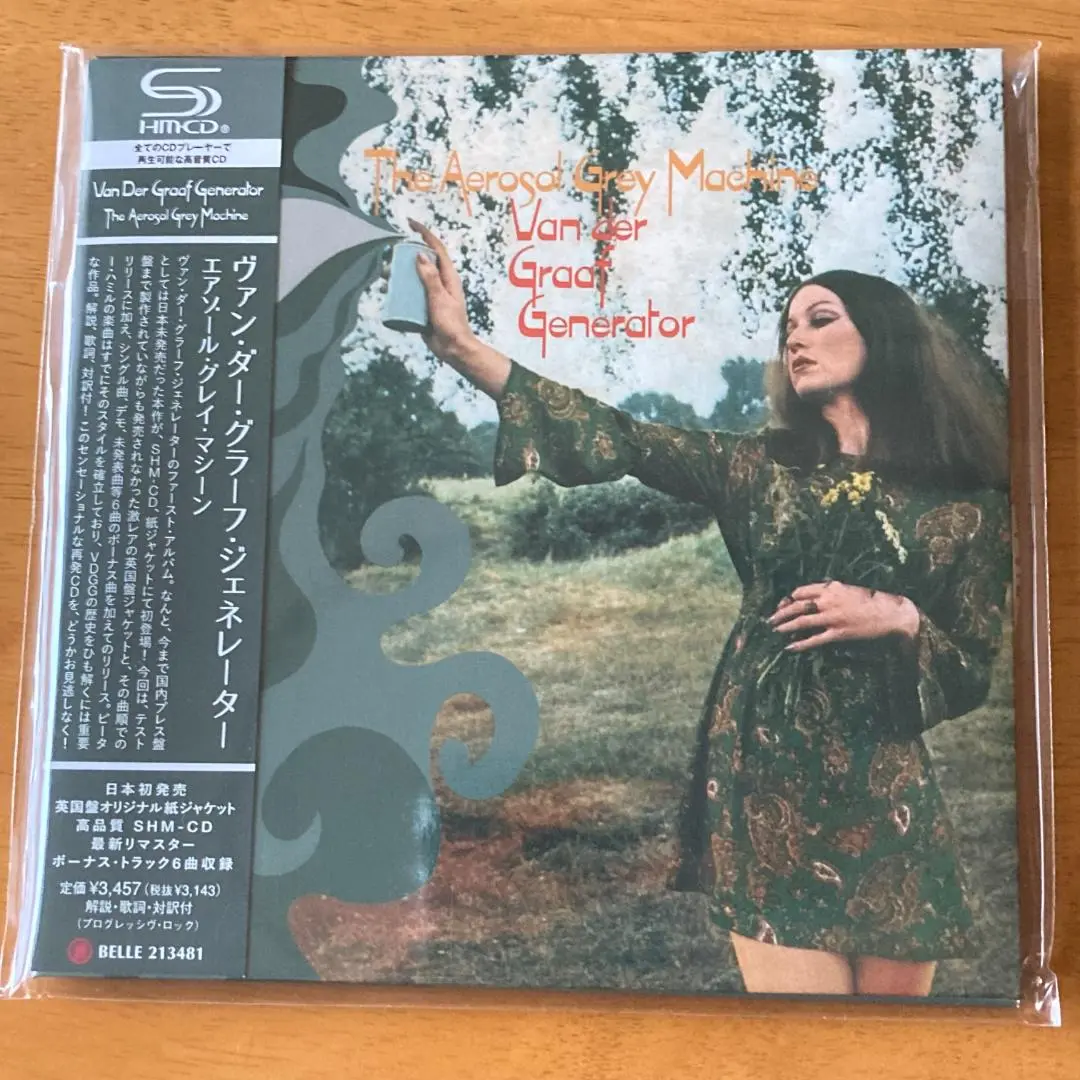 SHM-CD®
全てのCDプレーヤーで
再生可能な高音質CD
Van Der Graaf Generator
The Aerosol Grey Machine
ヴァン・ダー・グラーフ・ジェネレーター
エアゾール・グレイ・マシーン
ヴァン・ダー・グラーフ・ジェネレーターのファースト・アルバム。なんと、今まで国内プレス盤
としては日本未発売だった本作が、SHM-CD、紙ジャケットにて初登場!今回は、テスト
盤まで製作されていながらも発売されなかった激レアの英国盤ジャケットと、その曲順での
リリースに加え、シングル曲、デモ、未発表曲等6曲のボーナス曲を加えてのリリース。ピータ
ー・ハミルの楽曲はすでにそのスタイルを確立しており、VDGGの歴史をひも解くには重要
な作品。解説、歌詞、対訳付!このセンセーショナルな再発CDを、どうかお見逃しなく!
日本初発売
英国盤オリジナル紙ジャケット
高品質 SHM-CD
最新リマスター
ボーナス・トラック6曲収録
定価¥3,457(税抜¥3,143)
解説・歌詞・対訳付
(プログレッシヴ・ロック)
BELLE 213481
The Aerosol Grey Machine
Van der
Graaf
Generator